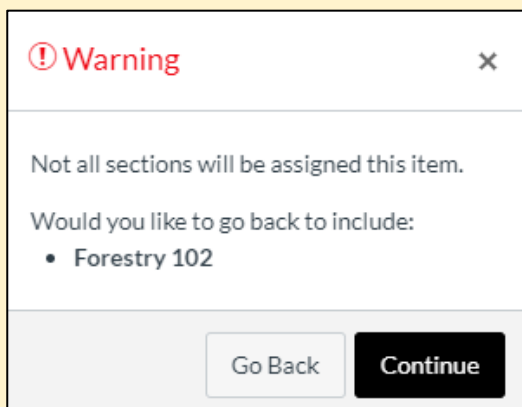 Warning
Not all sections will be assigned this item.
Would you like to go back to include:
• Forestry 102
Go Back Continue